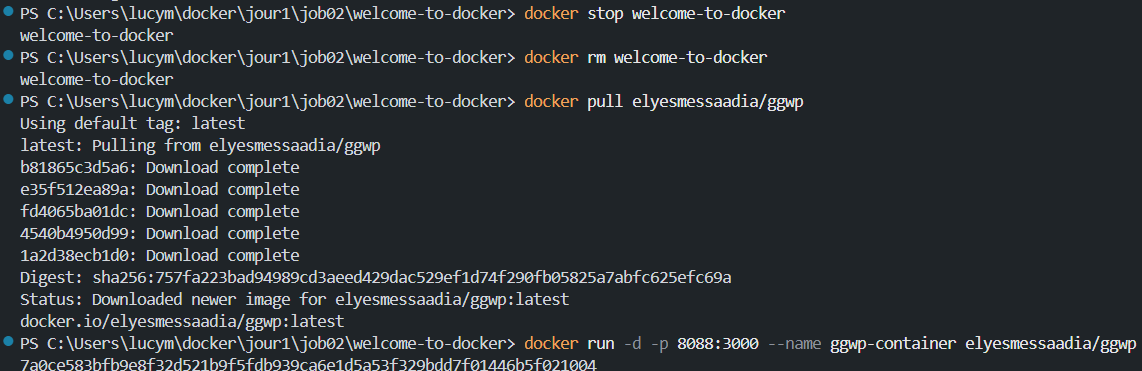 PS C:\Users\lucym\docker\jour1\job02\welcome-to-docker> docker stop welcome-to-docker
welcome-to-docker
PS C:\Users\lucym\docker\jour1\job02\welcome-to-docker> docker rm welcome-to-docker
welcome-to-docker
PS C:\Users\lucym\docker\jour1\job02\welcome-to-docker> docker pull elyesmessaadia/ggwp
Using default tag: latest
latest: Pulling from elyesmessaadia/ggwp
b81865c3d5a6: Download complete
e35f512ea89a: Download complete
fd4065ba01dc: Download complete
4540b4950d99: Download complete
1a2d38ecb1d0: Download complete
Digest: sha256:757fa223bad94989cd3aeed429dac529ef1d74f290fb05825a7abfc625efc69a
Status: Downloaded newer image for elyesmessaadia/ggwp:latest
docker.io/elyesmessaadia/ggwp:latest
PS C:\Users\lucym\docker\jour1\job02\welcome-to-docker> docker run -d -p 8088:3000 --name ggwp-container elyesmessaadia/ggwp
7a0ce583bfb9e8f32d521b9f5fdb939ca6e1d5a53f329bdd7f01446b5f021004